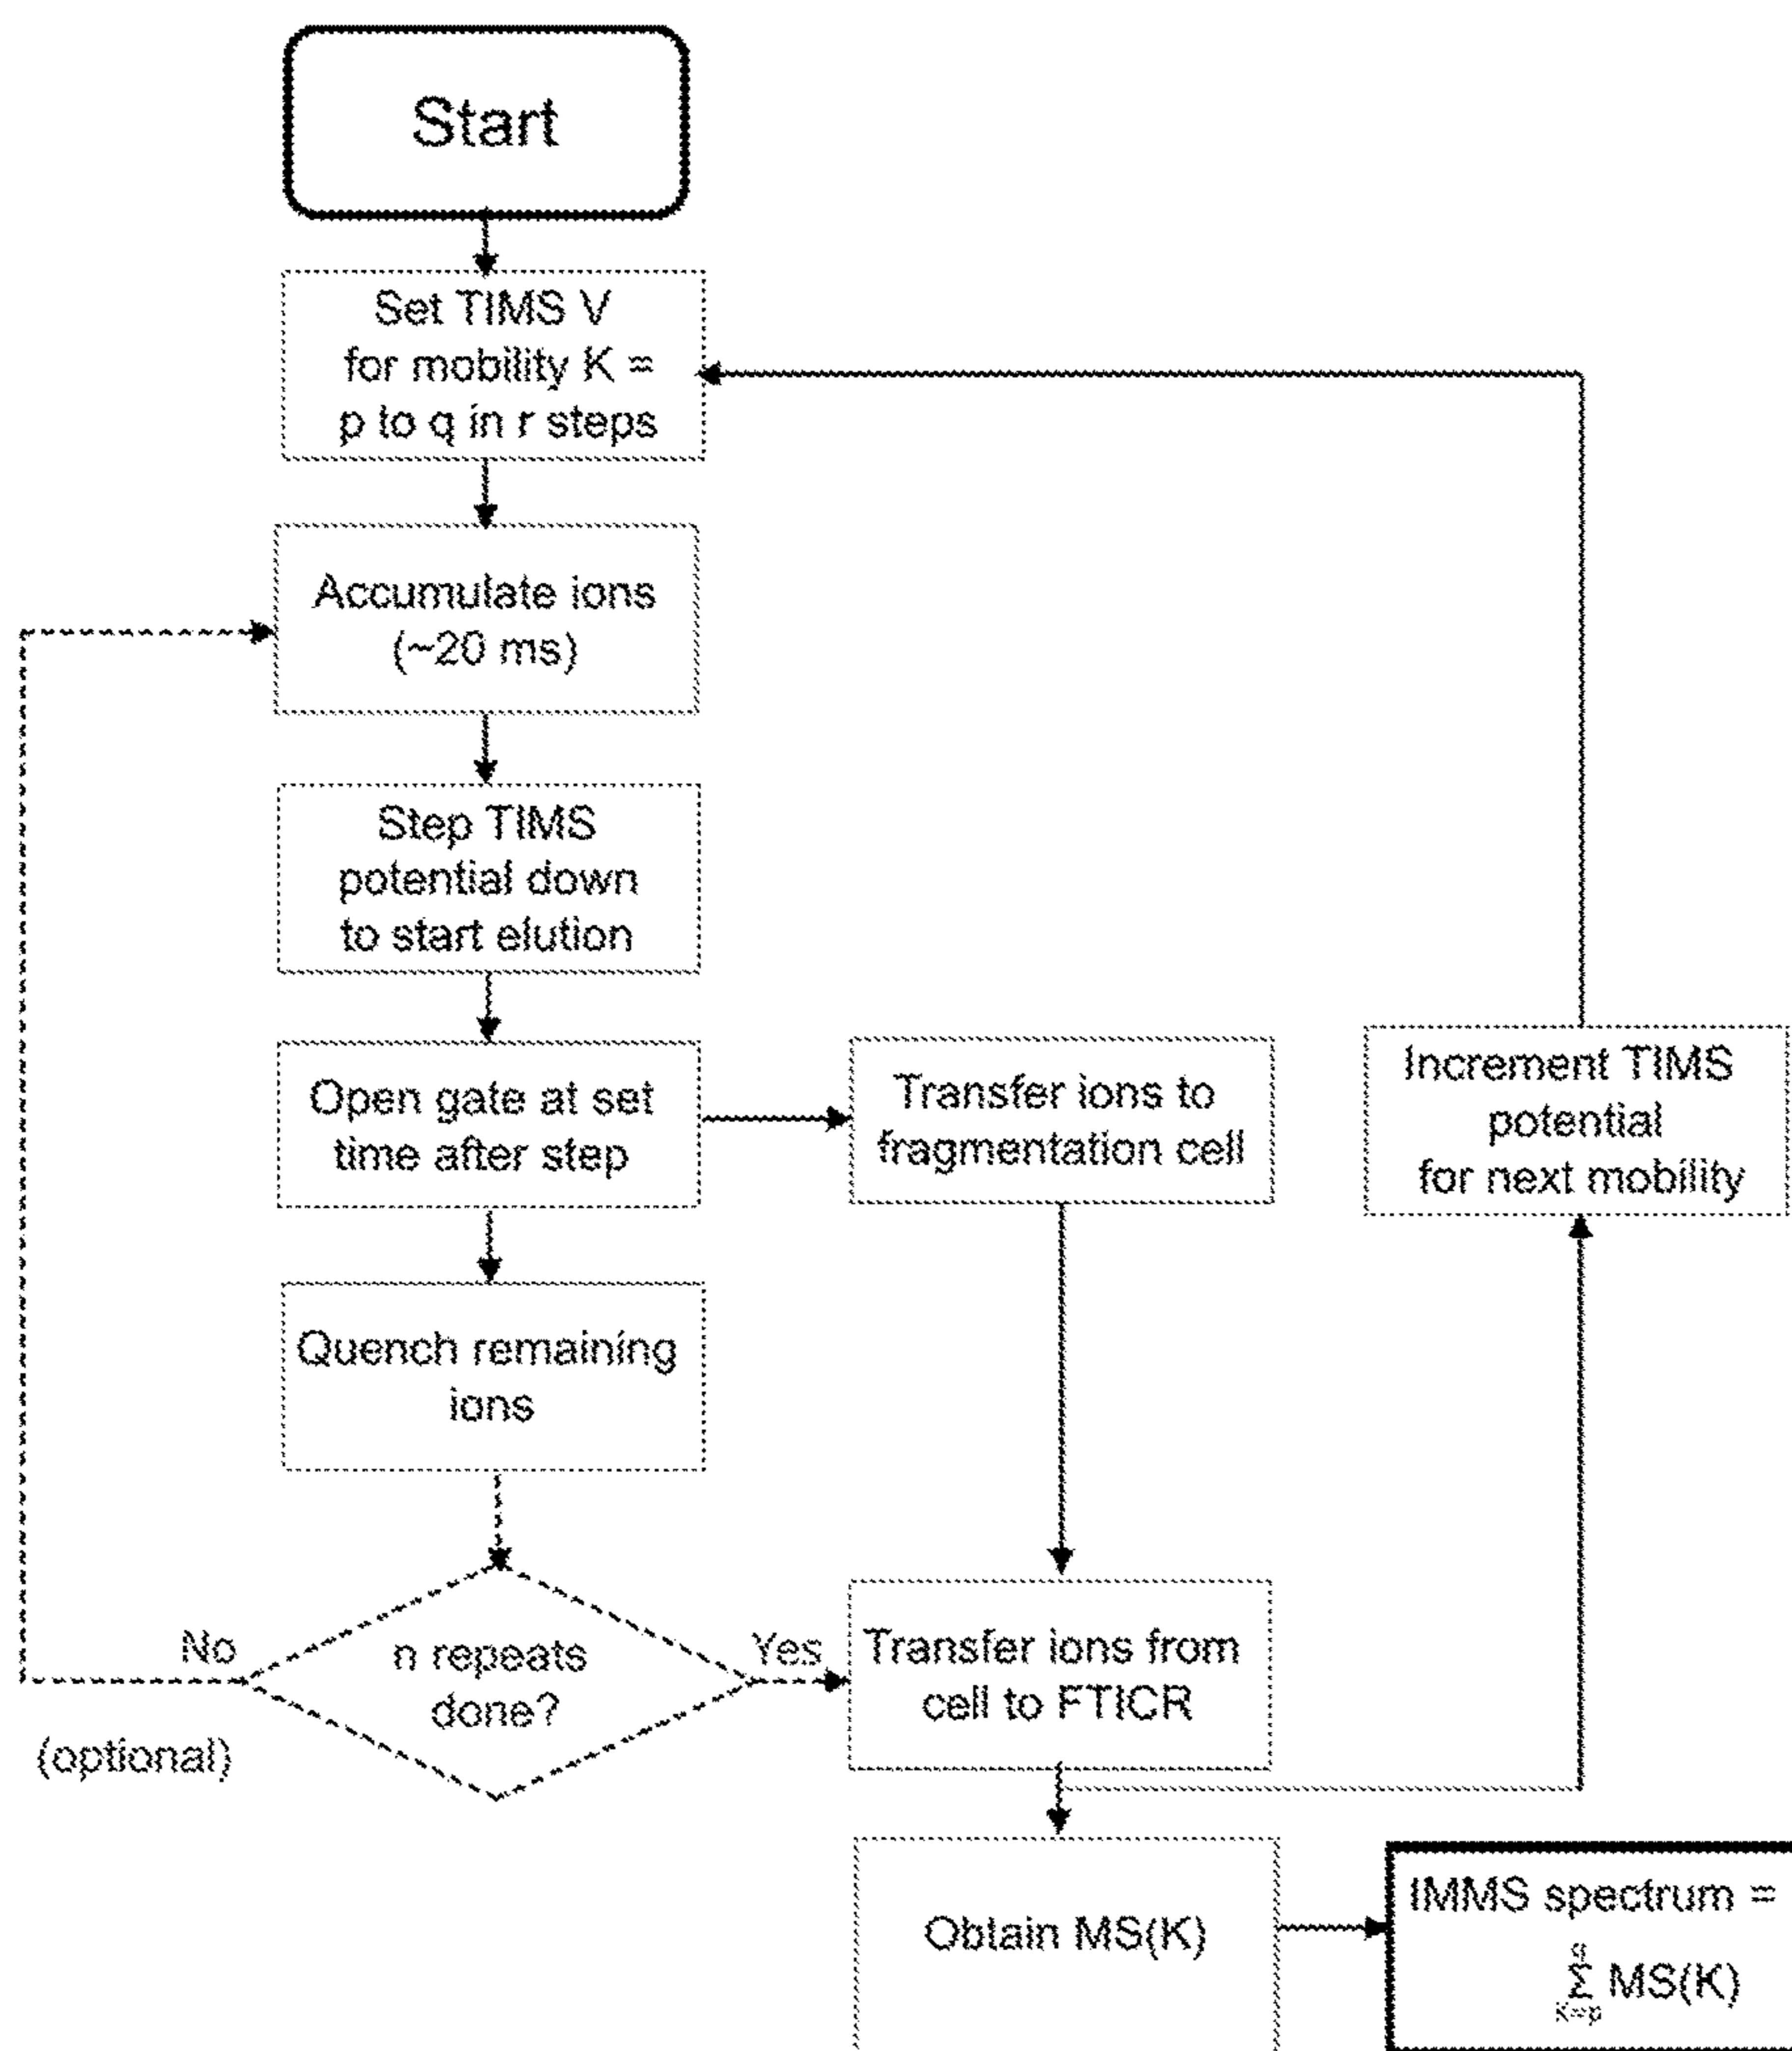 Start
Set TIMS V
for mobility K =
p to q in r steps
Accumulate ions
(~20 ms)
Step TIMS
potential down
to start elution
Open gate at set
time after step
Transfer ions to
fragmentation cell
Increment TIMS
potential
for next mobility
Quench remaining
ions
No
n repeats
done?
Yes
(optional)
Transfer ions from
cell to FTICR
Obtain MS(K)
IMMS spectrum =
q
Σ MS(K)
K=p